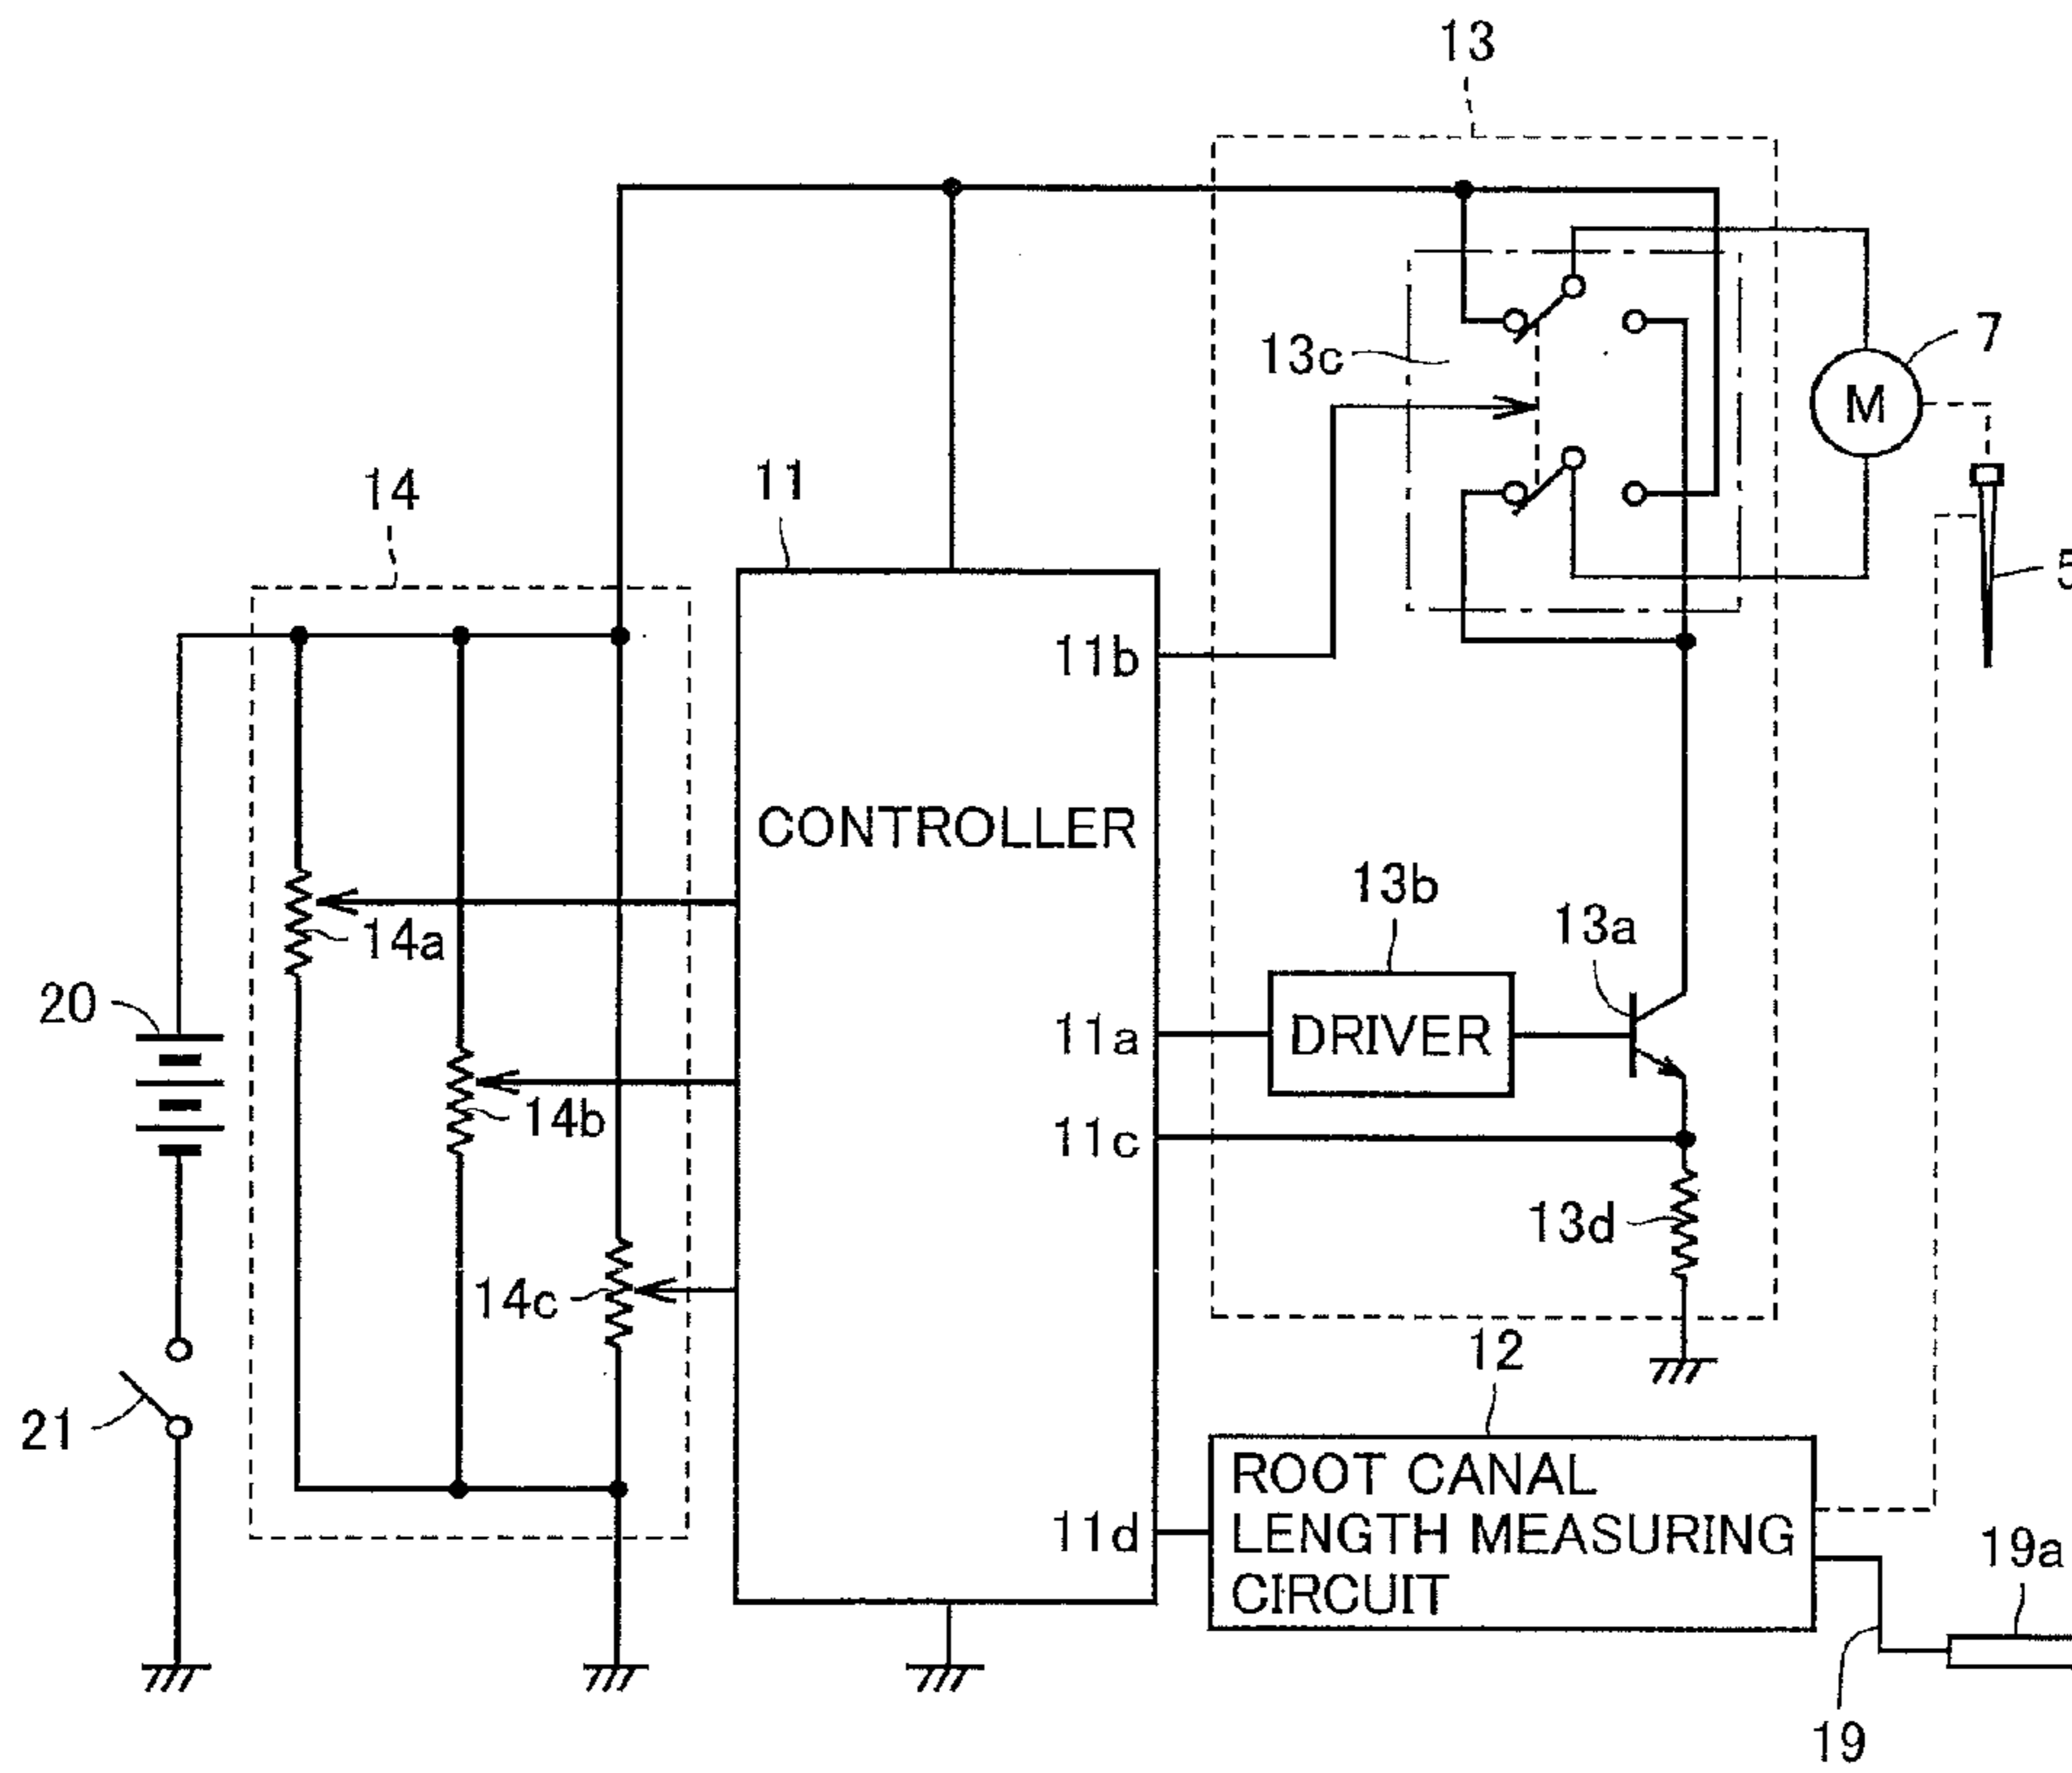 13
13c
7
M
14
11
5
11b
CONTROLLER
13b
13a
14a
20
11a
DRIVER
14b
11c
13d
14c
12
21
ROOT CANAL
LENGTH MEASURING
CIRCUIT
11d
19a
19